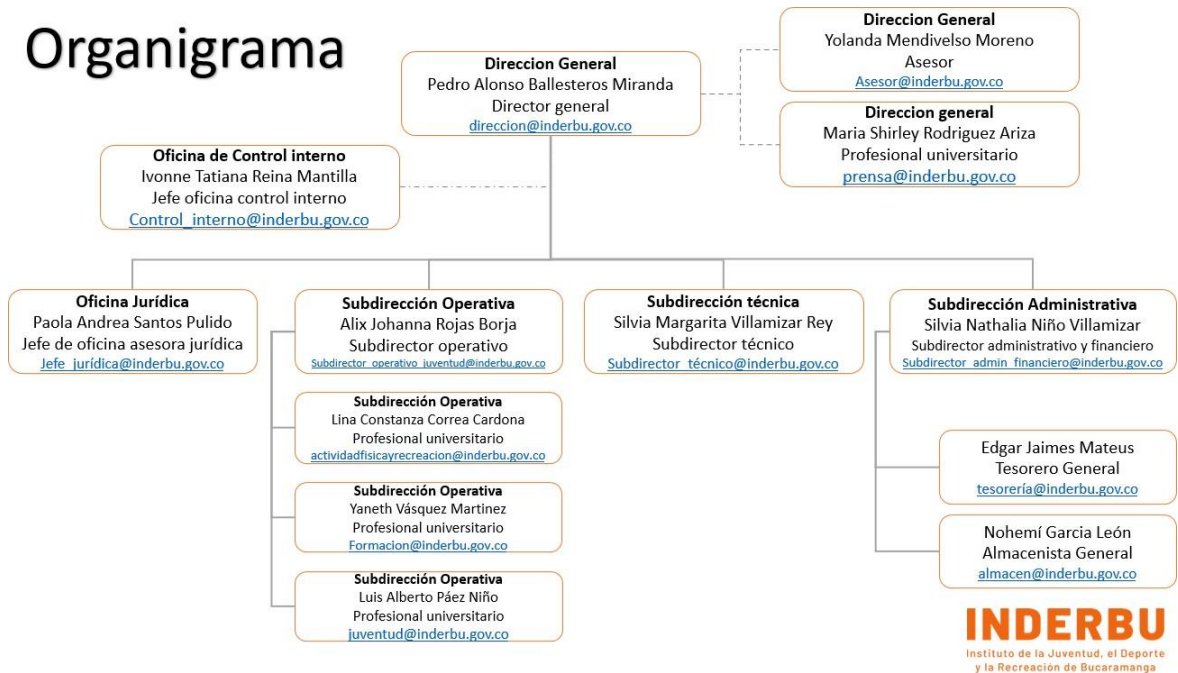 Organigrama
Direccion General
Pedro Alonso Ballesteros Miranda
Director general
direccion@inderbu.gov.co
Direccion General
Yolanda Mendivelso Moreno
Asesor
Asesor@inderbu.gov.co
Direccion general
Maria Shirley Rodriguez Ariza
Profesional universitario
prensa@inderbu.gov.co
Oficina de Control interno
Ivonne Tatiana Reina Mantilla
Jefe oficina control interno
Control_interno@inderbu.gov.co
Oficina Jurídica
Paola Andrea Santos Pulido
Jefe de oficina asesora jurídica
Jefe_jurídica@inderbu.gov.co
Subdirección Operativa
Alix Johanna Rojas Borja
Subdirector operativo
Subdirector_operativo_juventud@inderbu.gov.co
Subdirección Operativa
Lina Constanza Correa Cardona
Profesional universitario
actividadfisicayrecreacion@inderbu.gov.co
Subdirección Operativa
Yaneth Vásquez Martinez
Profesional universitario
Formacion@inderbu.gov.co
Subdirección Operativa
Luis Alberto Páez Niño
Profesional universitario
juventud@inderbu.gov.co
Subdirección técnica
Silvia Margarita Villamizar Rey
Subdirector técnico
Subdirector_técnico@inderbu.gov.co
Subdirección Administrativa
Silvia Nathalia Niño Villamizar
Subdirector administrativo y financiero
Subdirector_admin_financiero@inderbu.gov.co
Edgar Jaimes Mateus
Tesorero General
tesorería@inderbu.gov.co
Nohemí Garcia León
Almacenista General
almacen@inderbu.gov.co
INDERBU
Instituto de la Juventud, el Deporte
y la Recreación de Bucaramanga